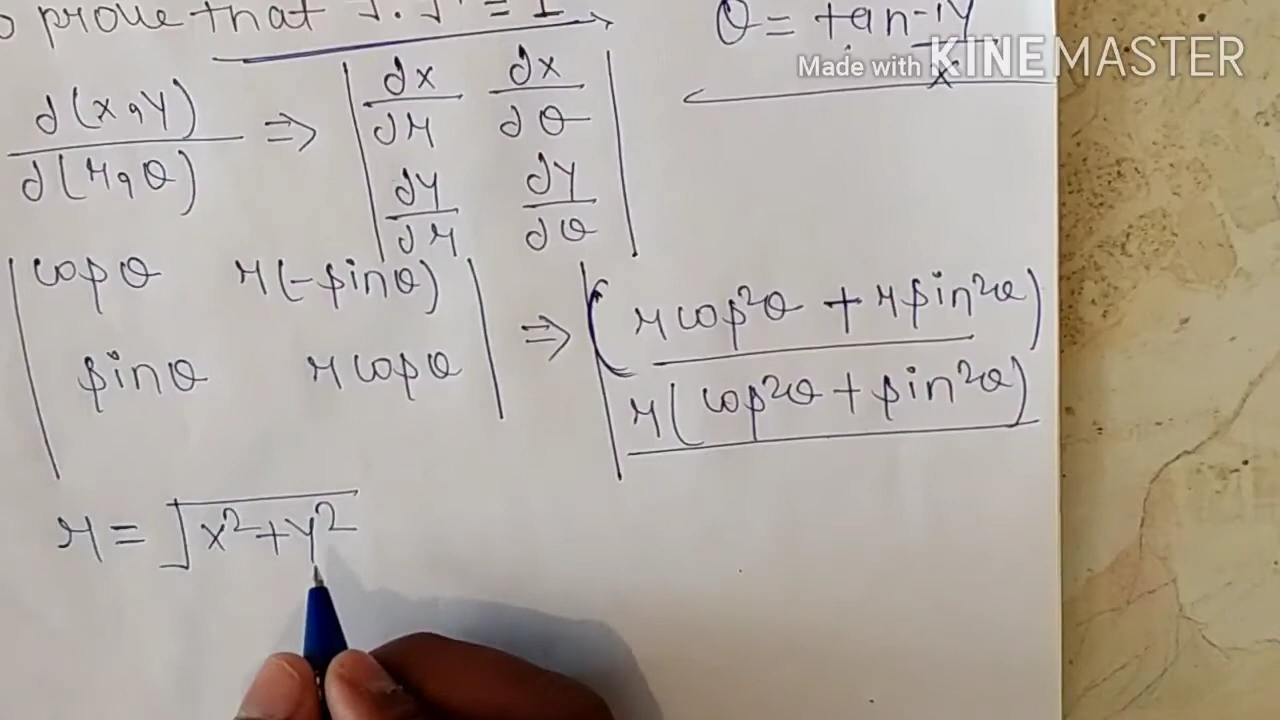 o prove that J.J' = 1
θ = tan-1 y
x
Made with KINEMASTER
∂(x,y) / ∂(r,θ) ⇒ | ∂x/∂r ∂x/∂θ |
| ∂y/∂r ∂y/∂θ |
| cosθ r(-sinθ) | ⇒ | (r cos²θ + r sin²θ)
| sinθ r cosθ | | r(cos²θ + sin²θ)
r = √x²+y²